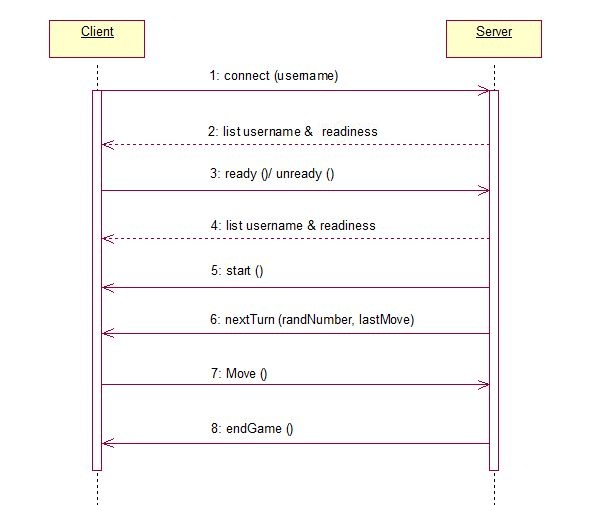 Client
Server
1: connect (username)
2: list username & readiness
3: ready ()/ unready ()
4: list username & readiness
5: start ()
6: nextTurn (randNumber, lastMove)
7: Move ()
8: endGame ()